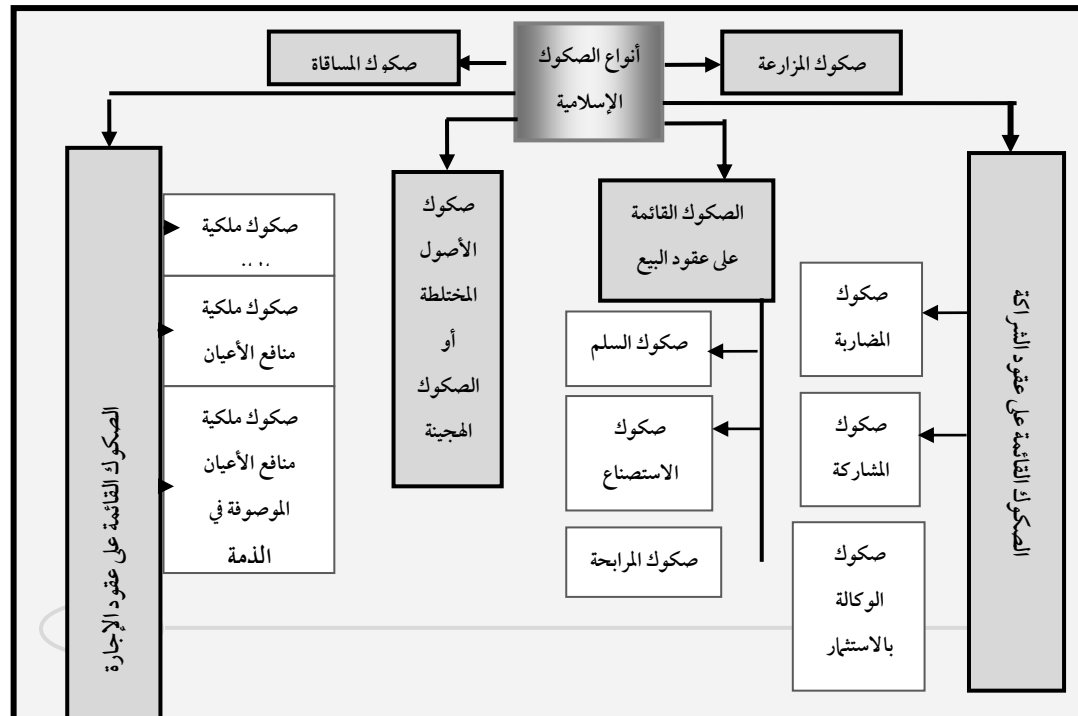 أنواع الصكوك
الإسلامية
صكوك المزارعة
صكوك المساقاة
الصكوك القائمة على عقود الشراكة
صكوك
المضاربة
صكوك
المشاركة
صكوك
الوكالة
بالاستثمار
الصكوك القائمة
على عقود البيع
صكوك السلم
صكوك
الاستصناع
صكوك المرابحة
صكوك
الأصول
المختلطة
أو
الصكوك
الهجينة
الصكوك القائمة على عقود الإجارة
صكوك ملكية
صكوك ملكية
منافع الأعيان
صكوك ملكية
منافع الأعيان
الموصوفة في
الذمة